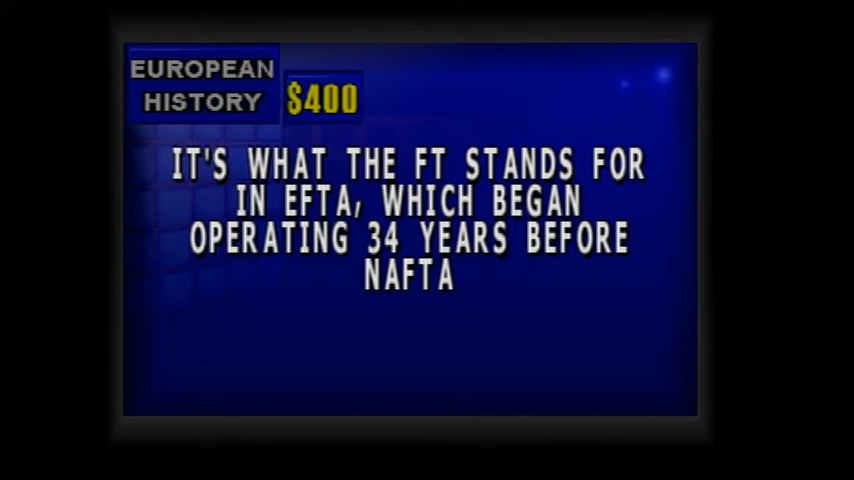 EUROPEAN
HISTORY
$400
IT'S WHAT THE FT STANDS FOR
IN EFTA, WHICH BEGAN
OPERATING 34 YEARS BEFORE
NAFTA